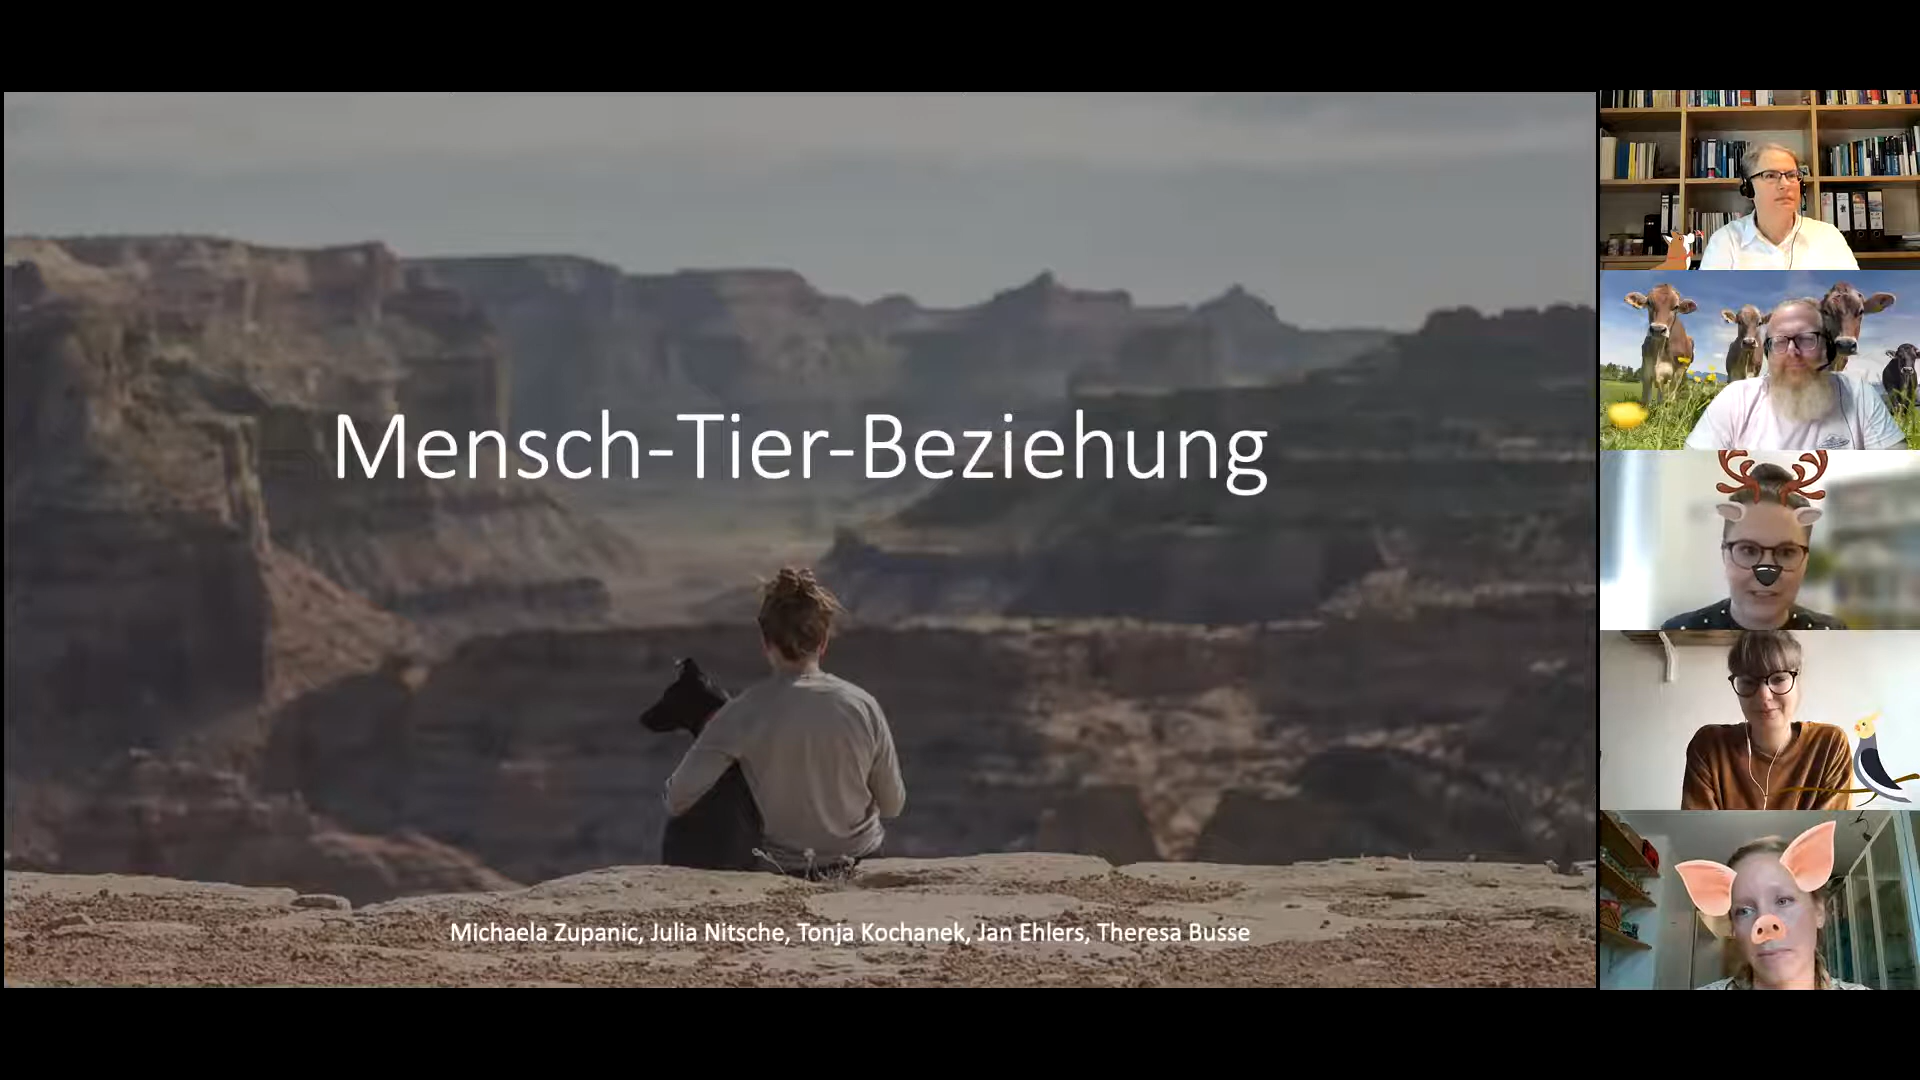 Mensch-Tier-Beziehung
Michaela Zupanic, Julia Nitsche, Tonja Kochanek, Jan Ehlers, Theresa Busse